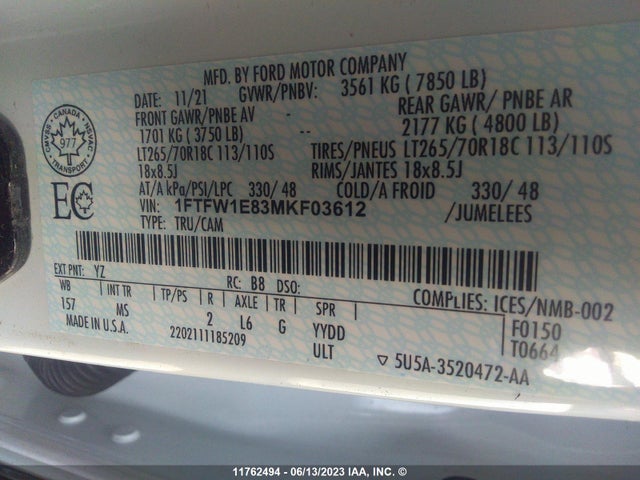 MFD. BY FORD MOTOR COMPANY
DATE: 11/21 GVWR/PNBV: 3561 KG ( 7850 LB)
FRONT GAWR/PNBE AV REAR GAWR/ PNBE AR
1701 KG ( 3750 LB) -- 2177 KG ( 4800 LB)
LT265/70R18C 113/110S TIRES/PNEUS LT265/70R18C 113/110S
18x8.5J RIMS/JANTES 18x8.5J
AT/A kPa/PSI/LPC 330/ 48 COLD/A FROID 330/ 48
VIN: 1FTFW1E83MKF03612 /JUMELEES
TYPE: TRU/CAM
CANADA
CMVSS NSVAC
977
TRANSPORT
EC
EXT PNT: YZ RC: B8 DSO:
COMPLIES: ICES/NMB-002
WB INT TR TP/PS R AXLE TR SPR
157 MS 2 L6 G YYDD F0150
MADE IN U.S.A. 2202111185209 ULT T0664
▽ 5U5A-3520472-AA
11762494 - 06/13/2023 IAA, INC. ©